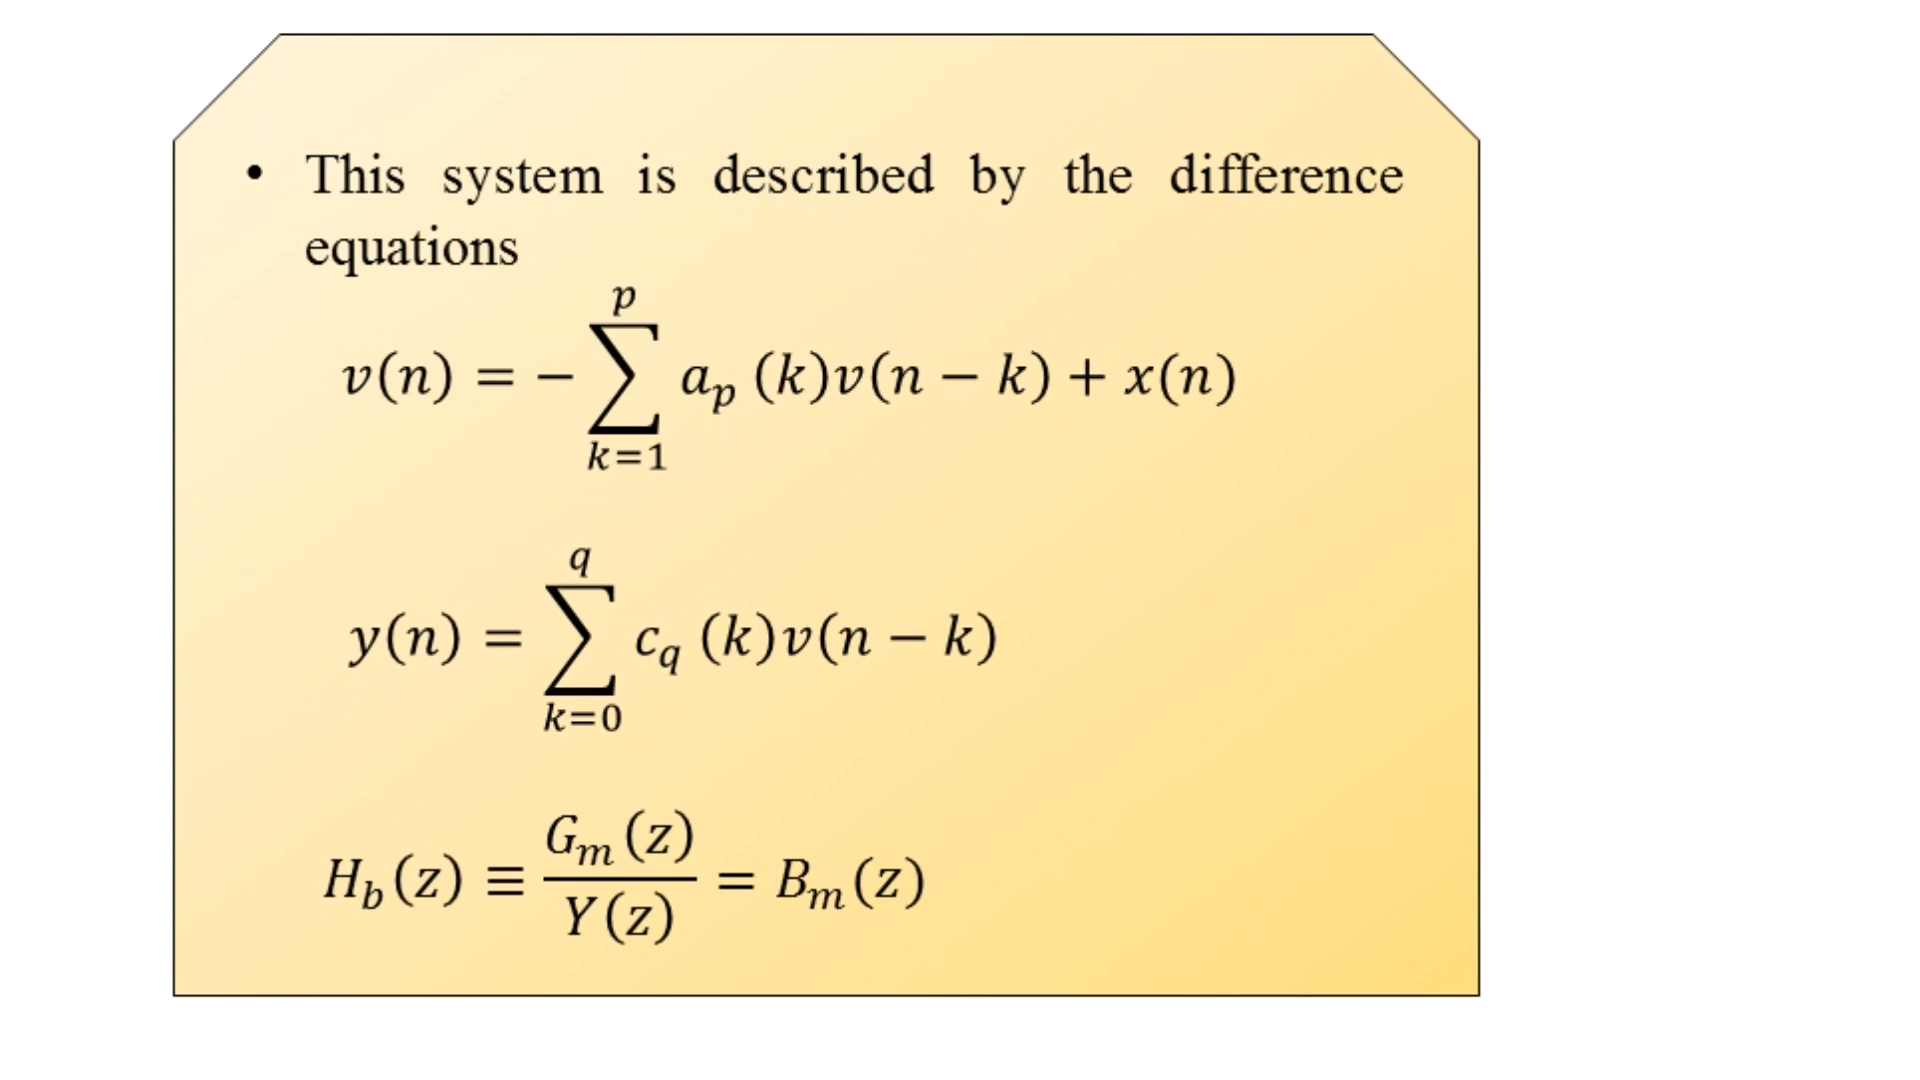 • This system is described by the difference
equations
v(n) = −∑_{k=1}^{p} a_p (k)v(n − k) + x(n)
y(n) = ∑_{k=0}^{q} c_q (k)v(n − k)
H_b(z) ≡ G_m(z)/Y(z) = B_m(z)